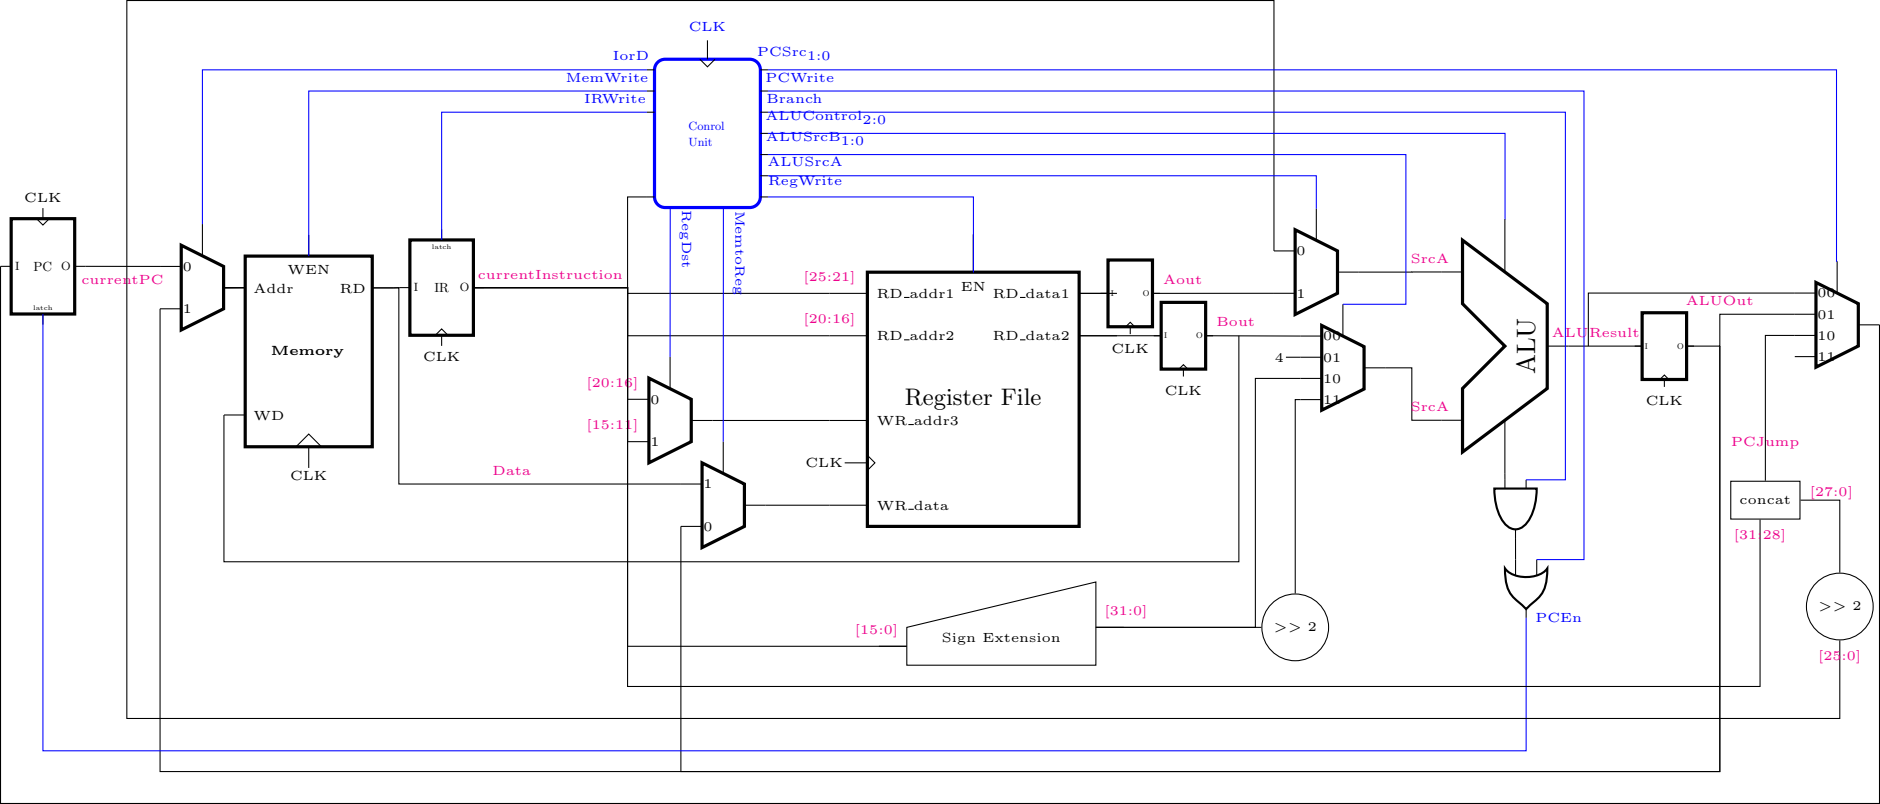 CLK
IorD
PCSrc1:0
MemWrite
PCWrite
IRWrite
Branch
ALUControl2:0
Conrol
Unit
ALUSrcB1:0
ALUSrcA
RegWrite
CLK
RegDst
MemtoReg
I PC O
latch
currentPC
0
1
WEN
Addr RD
Memory
WD
CLK
latch
I IR O
CLK
currentInstruction
[25:21]
[20:16]
[20:16]
0
[15:11]
1
Data
1
0
EN
RD_addr1 RD_data1
RD_addr2 RD_data2
Register File
WR_addr3
CLK
WR_data
I O
Aout
CLK
I O
Bout
CLK
0
1
SrcA
00
4 01
10
11
SrcA
ALU
ALUResult
I O
CLK
ALUOut
00
01
10
11
PCJump
concat
[27:0]
[31:28]
>> 2
[25:0]
[15:0]
Sign Extension
[31:0]
>> 2
PCEn